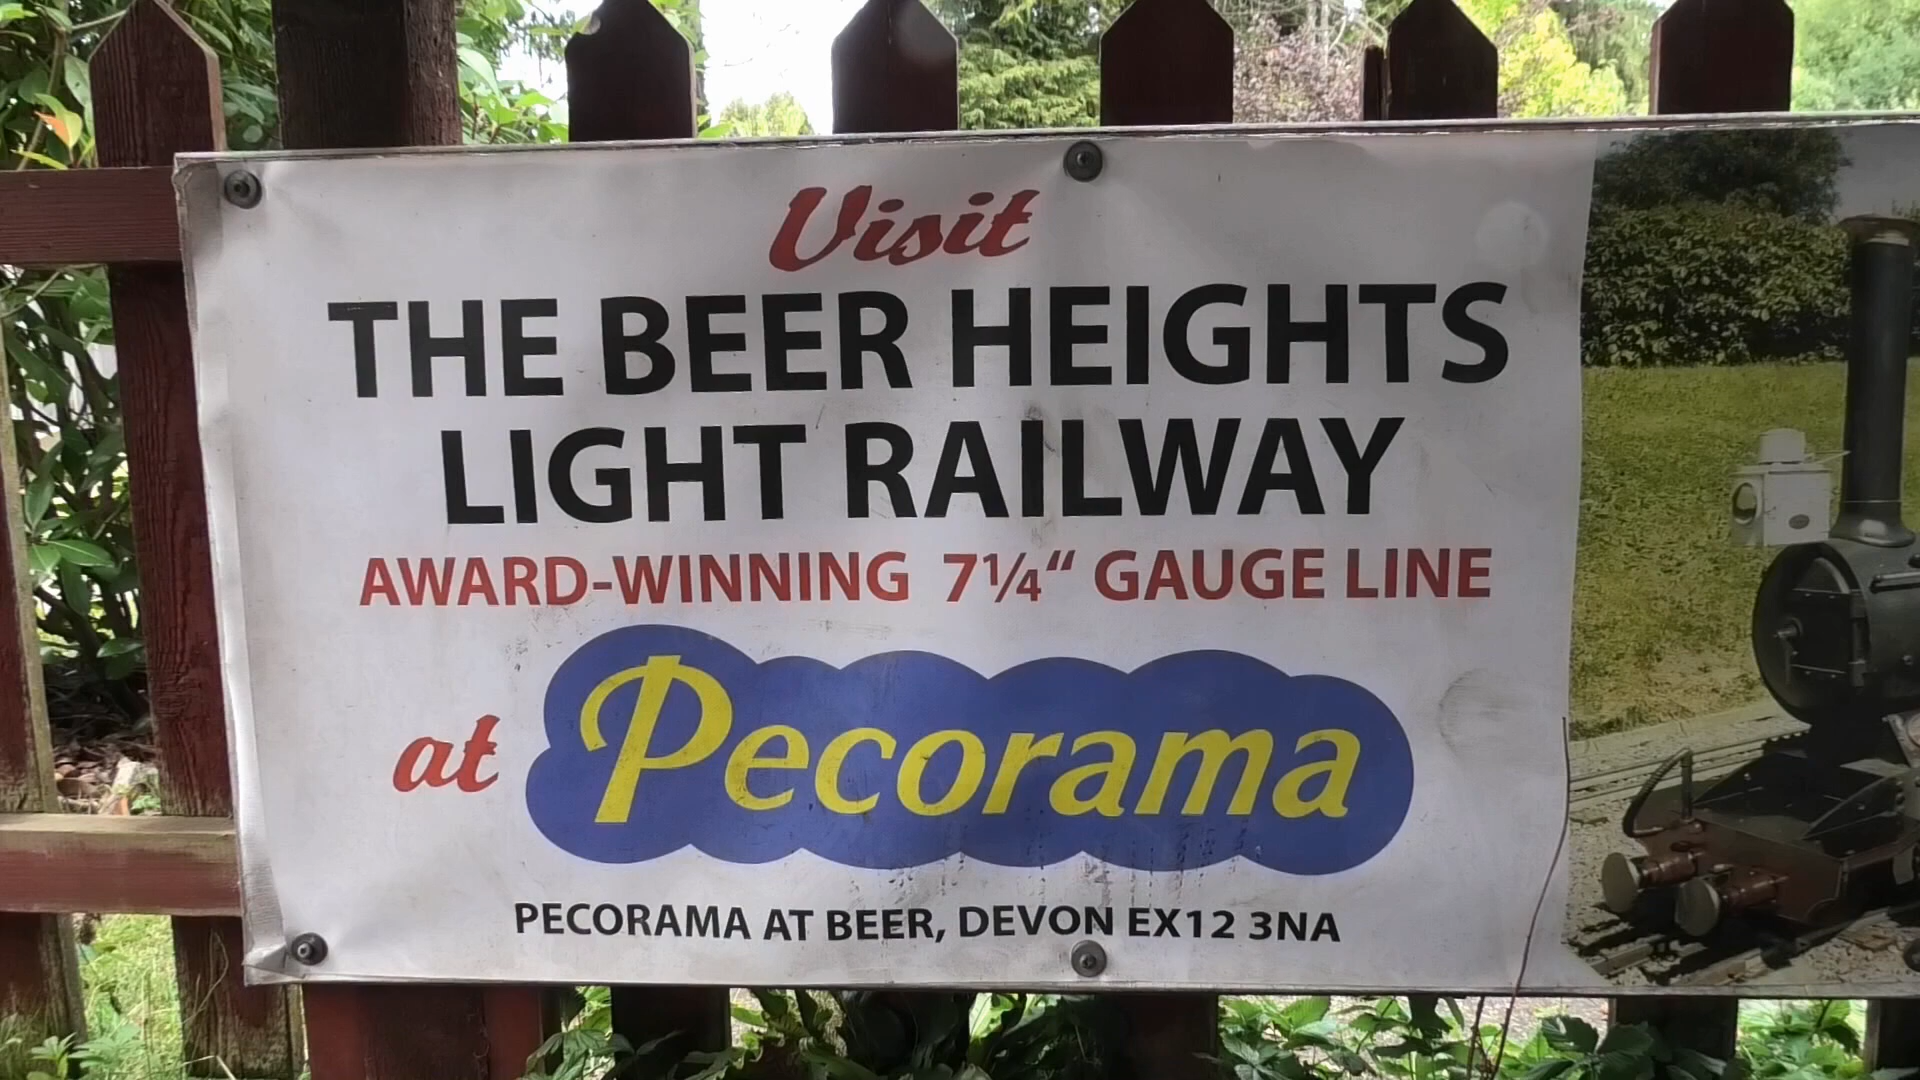 Visit
THE BEER HEIGHTS
LIGHT RAILWAY
AWARD-WINNING 7¼“ GAUGE LINE
at Pecorama
PECORAMA AT BEER, DEVON EX12 3NA